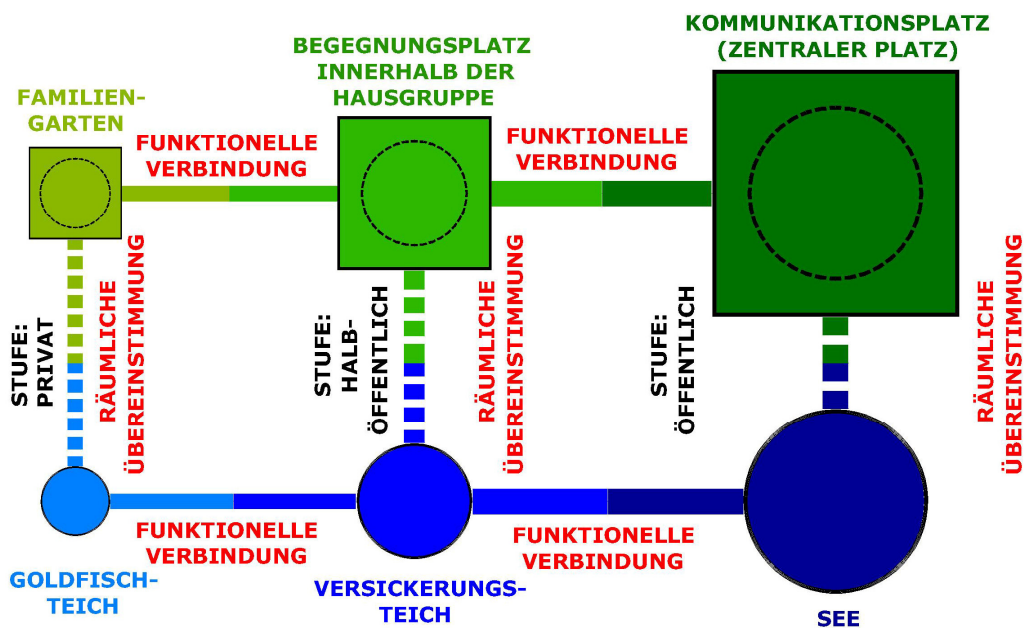 KOMMUNIKATIONSPLATZ
(ZENTRALER PLATZ)
BEGEGNUNGSPLATZ
INNERHALB DER
HAUSGRUPPE
FAMILIEN-
GARTEN
FUNKTIONELLE
VERBINDUNG
FUNKTIONELLE
VERBINDUNG
STUFE:
PRIVAT
RÄUMLICHE
ÜBEREINSTIMMUNG
STUFE:
HALB-
ÖFFENTLICH
RÄUMLICHE
ÜBEREINSTIMMUNG
STUFE:
ÖFFENTLICH
RÄUMLICHE
ÜBEREINSTIMMUNG
FUNKTIONELLE
VERBINDUNG
FUNKTIONELLE
VERBINDUNG
GOLDFISCH-
TEICH
VERSICKERUNGS-
TEICH
SEE